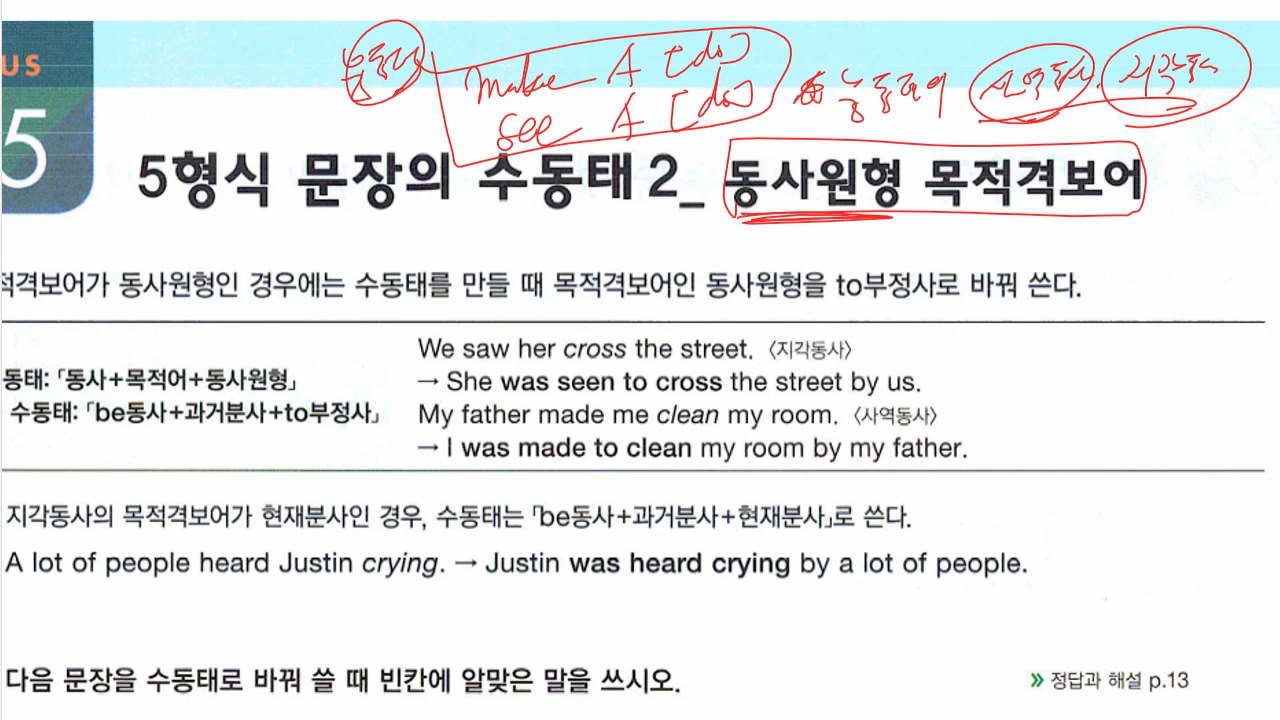 make A [do]
see A [do]
사역동사, 지각동사
US
5
5형식 문장의 수동태2_ 동사원형 목적격보어
적격보어가 동사원형인 경우에는 수동태를 만들 때 목적격보어인 동사원형을 to부정사로 바꿔 쓴다.
We saw her cross the street. 〈지각동사〉
동태: 「동사+목적어+동사원형」
→ She was seen to cross the street by us.
수동태: 「be동사+과거분사+to부정사」
My father made me clean my room. 〈사역동사〉
→ I was made to clean my room by my father.
지각동사의 목적격보어가 현재분사인 경우, 수동태는 「be동사+과거분사+현재분사」로 쓴다.
A lot of people heard Justin crying. → Justin was heard crying by a lot of people.
다음 문장을 수동태로 바꿔 쓸 때 빈칸에 알맞은 말을 쓰시오.
» 정답과 해설 p.13